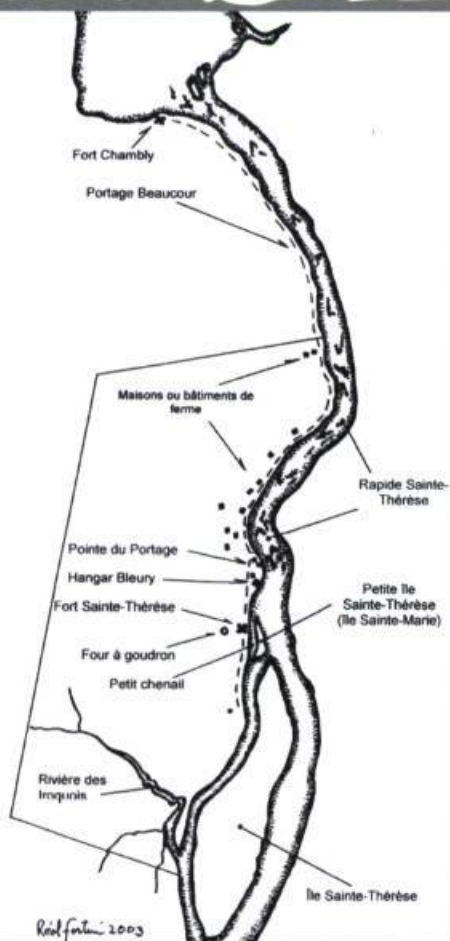 Fort Chambly
Portage Beaucour
Maisons ou bâtiments de
ferme
Rapide Sainte-
Thérèse
Pointe du Portage
Hangar Bleury
Petite île
Sainte-Thérèse
(île Sainte-Marie)
Fort Sainte-Thérèse
Four à goudron
Petit chenail
Rivière des
Iroquois
Île Sainte-Thérèse
Réal Fortin 2003